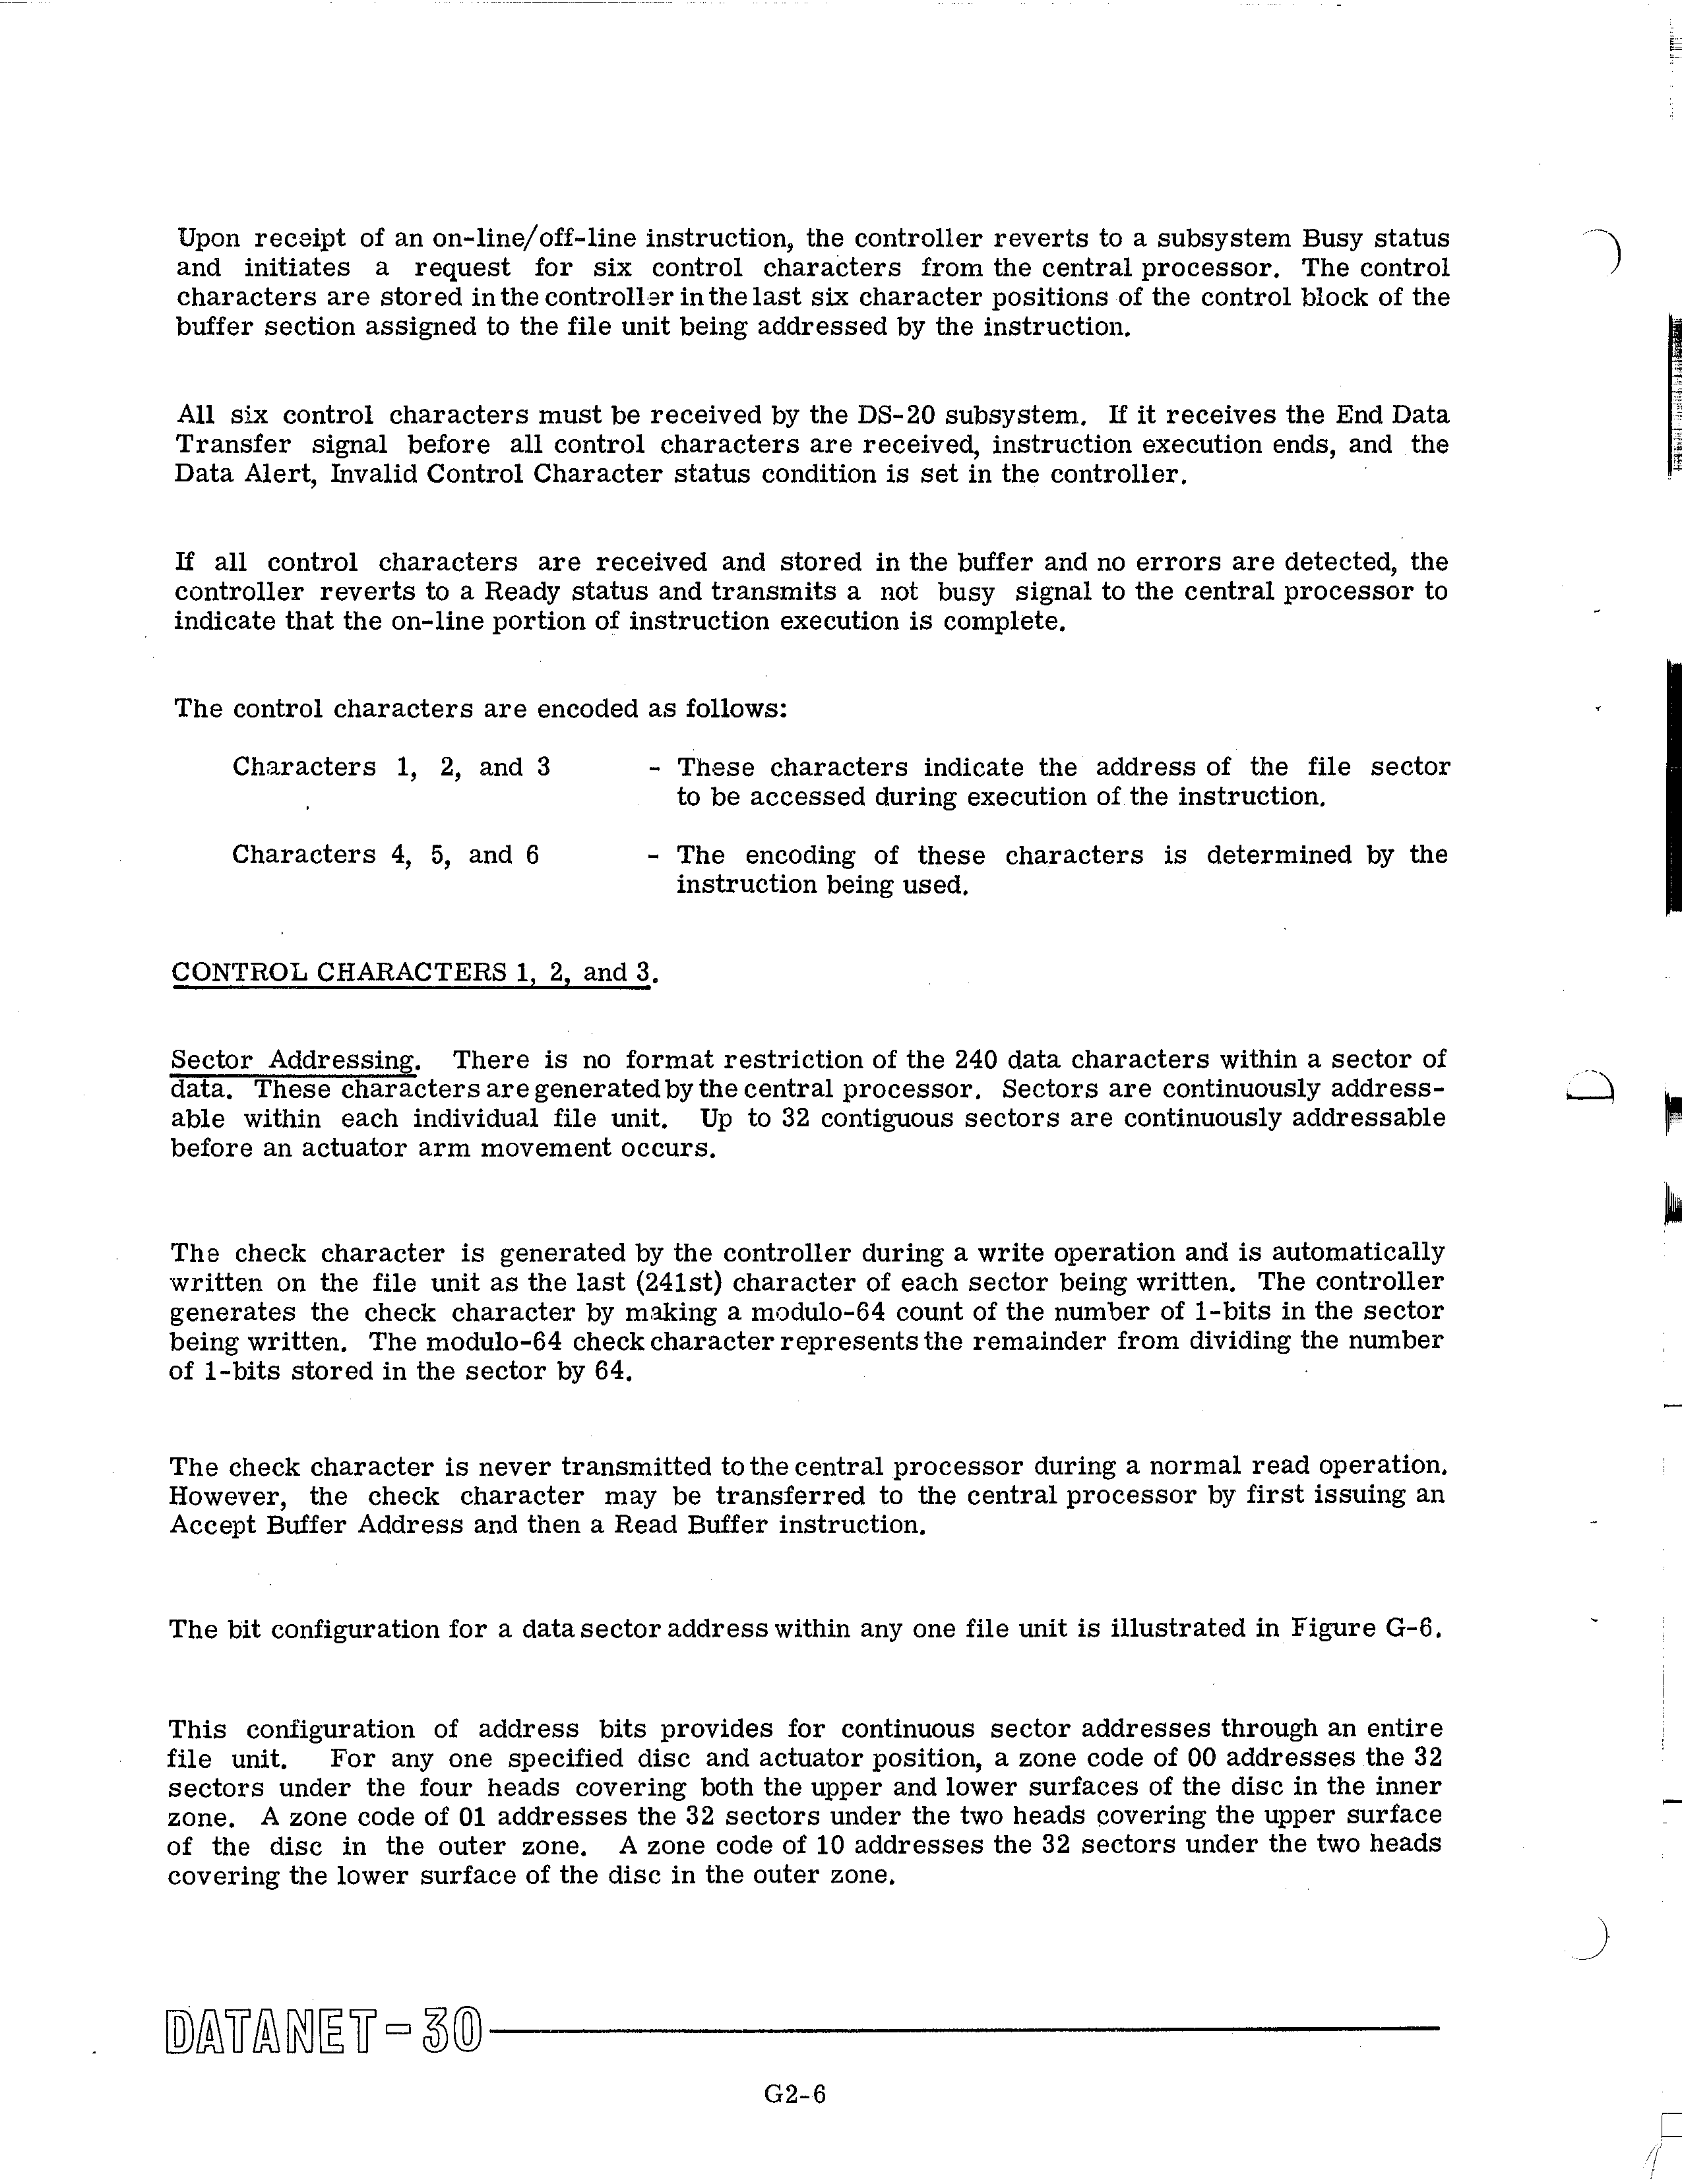 Upon receipt of an on-line/off-line instruction, the controller reverts to a subsystem Busy status
and initiates a request for six control characters from the central processor. The control
characters are stored in the controller in the last six character positions of the control block of the
buffer section assigned to the file unit being addressed by the instruction.
All six control characters must be received by the DS-20 subsystem. If it receives the End Data
Transfer signal before all control characters are received, instruction execution ends, and the
Data Alert, Invalid Control Character status condition is set in the controller.
If all control characters are received and stored in the buffer and no errors are detected, the
controller reverts to a Ready status and transmits a not busy signal to the central processor to
indicate that the on-line portion of instruction execution is complete.
The control characters are encoded as follows:
Characters 1, 2, and 3 - These characters indicate the address of the file sector
to be accessed during execution of the instruction.
Characters 4, 5, and 6 - The encoding of these characters is determined by the
instruction being used.
CONTROL CHARACTERS 1, 2, and 3.
Sector Addressing. There is no format restriction of the 240 data characters within a sector of
data. These characters are generated by the central processor. Sectors are continuously address-
able within each individual file unit. Up to 32 contiguous sectors are continuously addressable
before an actuator arm movement occurs.
The check character is generated by the controller during a write operation and is automatically
written on the file unit as the last (241st) character of each sector being written. The controller
generates the check character by making a modulo-64 count of the number of 1-bits in the sector
being written. The modulo-64 check character represents the remainder from dividing the number
of 1-bits stored in the sector by 64.
The check character is never transmitted to the central processor during a normal read operation.
However, the check character may be transferred to the central processor by first issuing an
Accept Buffer Address and then a Read Buffer instruction.
The bit configuration for a data sector address within any one file unit is illustrated in Figure G-6.
This configuration of address bits provides for continuous sector addresses through an entire
file unit. For any one specified disc and actuator position, a zone code of 00 addresses the 32
sectors under the four heads covering both the upper and lower surfaces of the disc in the inner
zone. A zone code of 01 addresses the 32 sectors under the two heads covering the upper surface
of the disc in the outer zone. A zone code of 10 addresses the 32 sectors under the two heads
covering the lower surface of the disc in the outer zone.
DATANET-30
G2-6